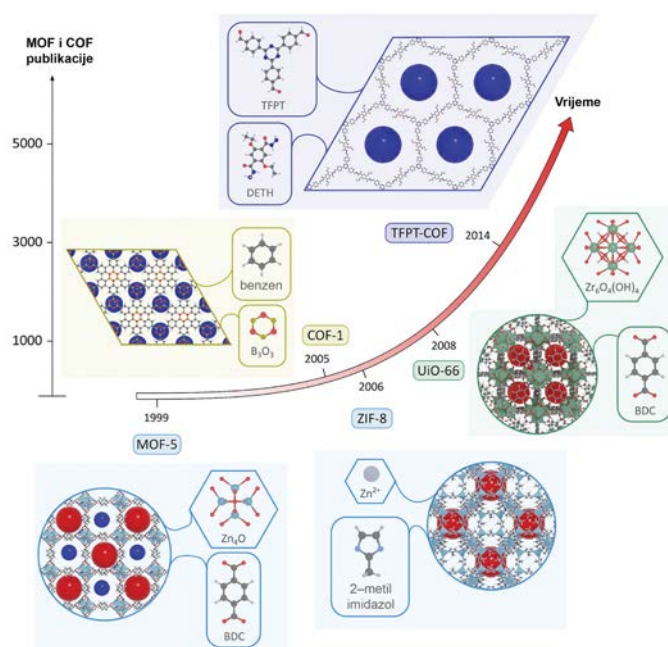 MOF i COF
publikacije
5000
3000
1000
TFPT
DETH
Vrijeme
TFPT-COF
2014
benzen
B₃O₃
COF-1
2005
2008
2006
1999
Zr₆O₄(OH)₄
UiO-66
BDC
ZIF-8
MOF-5
Zn₄O
BDC
Zn²⁺
2–metil
imidazol